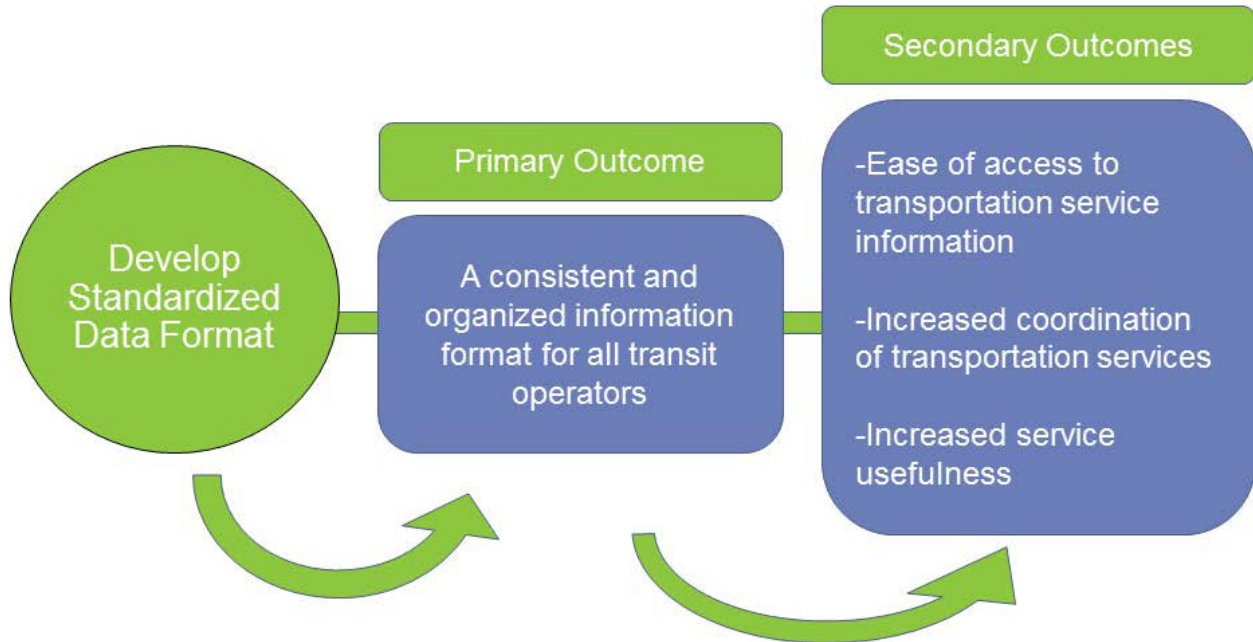 Develop
Standardized
Data Format
Primary Outcome
A consistent and
organized information
format for all transit
operators
Secondary Outcomes
-Ease of access to
transportation service
information
-Increased coordination
of transportation services
-Increased service
usefulness